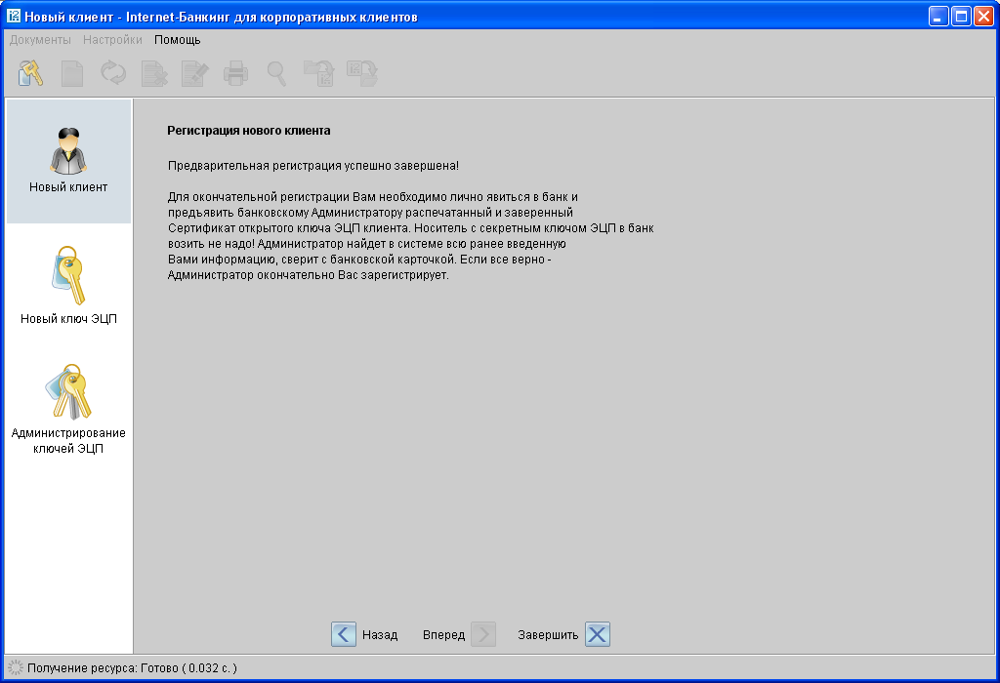 Новый клиент - Internet-Банкинг для корпоративных клиентов
Документы Настройки Помощь
Новый клиент
Новый ключ ЭЦП
Администрирование
ключей ЭЦП
Регистрация нового клиента
Предварительная регистрация успешно завершена!
Для окончательной регистрации Вам необходимо лично явиться в банк и
предъявить банковскому Администратору распечатанный и заверенный
Сертификат открытого ключа ЭЦП клиента. Носитель с секретным ключом ЭЦП в банк
возить не надо! Администратор найдет в системе всю ранее введенную
Вами информацию, сверит с банковской карточкой. Если все верно -
Администратор окончательно Вас зарегистрирует.
Назад Вперед Завершить
Получение ресурса: Готово ( 0.032 с. )